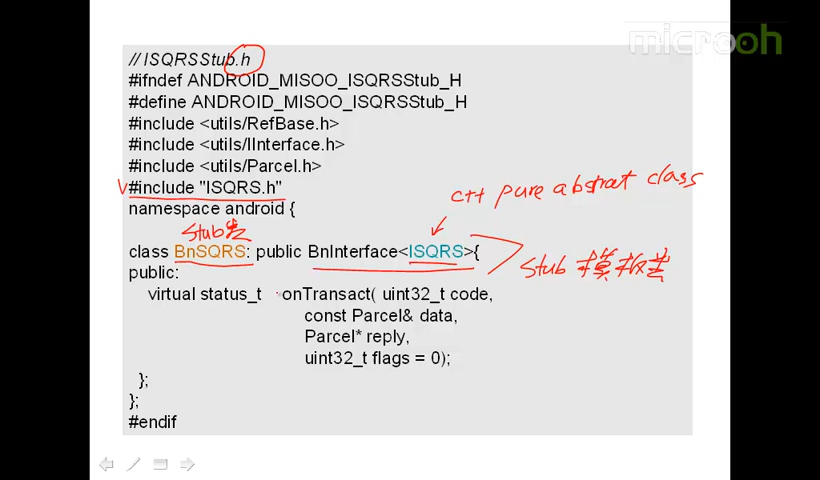 microoh
// ISQRSStub.h
#ifndef ANDROID_MISOO_ISQRSStub_H
#define ANDROID_MISOO_ISQRSStub_H
#include <utils/RefBase.h>
#include <utils/IInterface.h>
#include <utils/Parcel.h>
V#include "ISQRS.h"
c++ pure abstract class
namespace android {
Stub类
class BnSQRS: public BnInterface<ISQRS>{
Stub 模板类
public:
virtual status_t onTransact( uint32_t code,
const Parcel& data,
Parcel* reply,
uint32_t flags = 0);
};
};
#endif